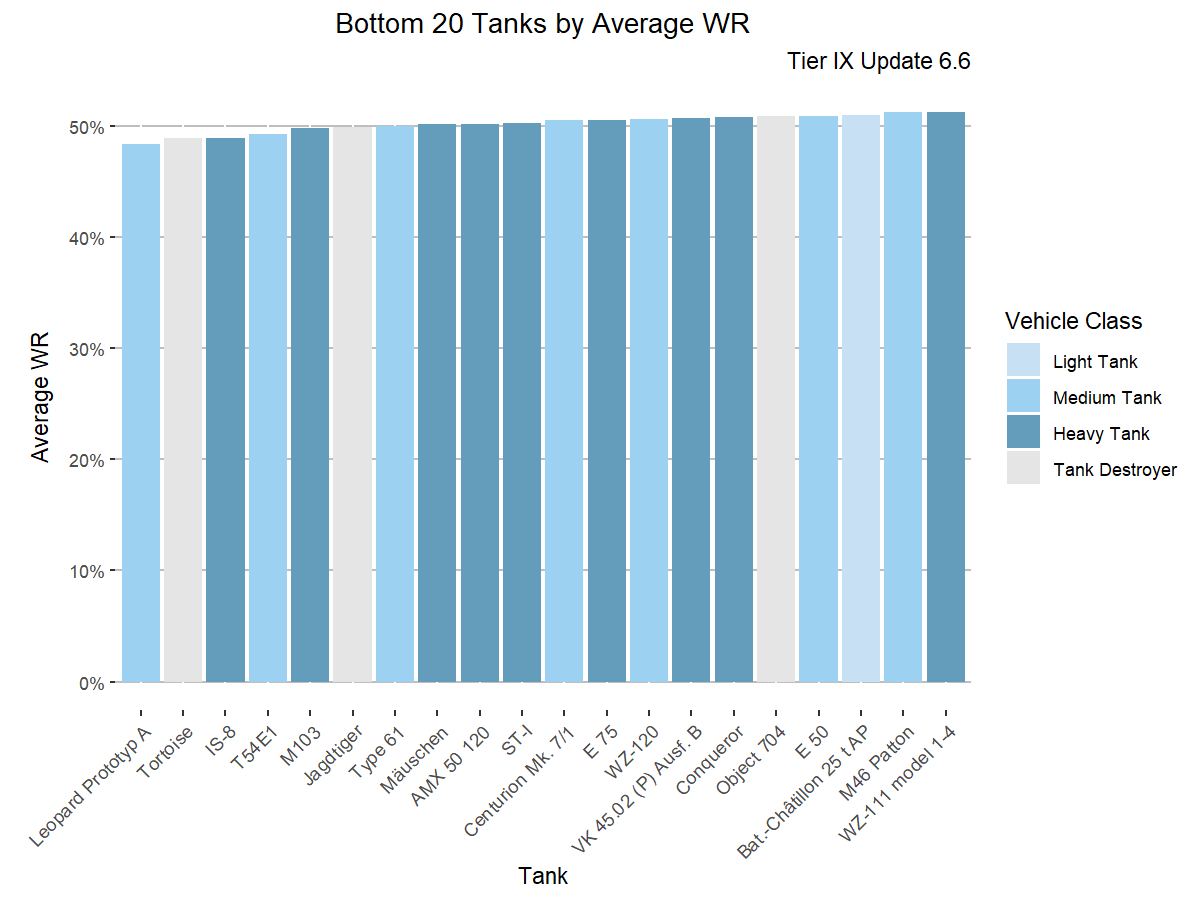 Bottom 20 Tanks by Average WR
Tier IX Update 6.6
Average WR
50%
40%
30%
20%
10%
0%
Leopard Prototyp A
Tortoise
IS-8
T54E1
M103
Jagdtiger
Type 61
Mäuschen
AMX 50 120
ST-I
Centurion Mk. 7/1
E 75
WZ-120
VK 45.02 (P) Ausf. B
Conqueror
Object 704
E 50
Bat.-Châtillon 25 t AP
M46 Patton
WZ-111 model 1-4
Tank
Vehicle Class
Light Tank
Medium Tank
Heavy Tank
Tank Destroyer